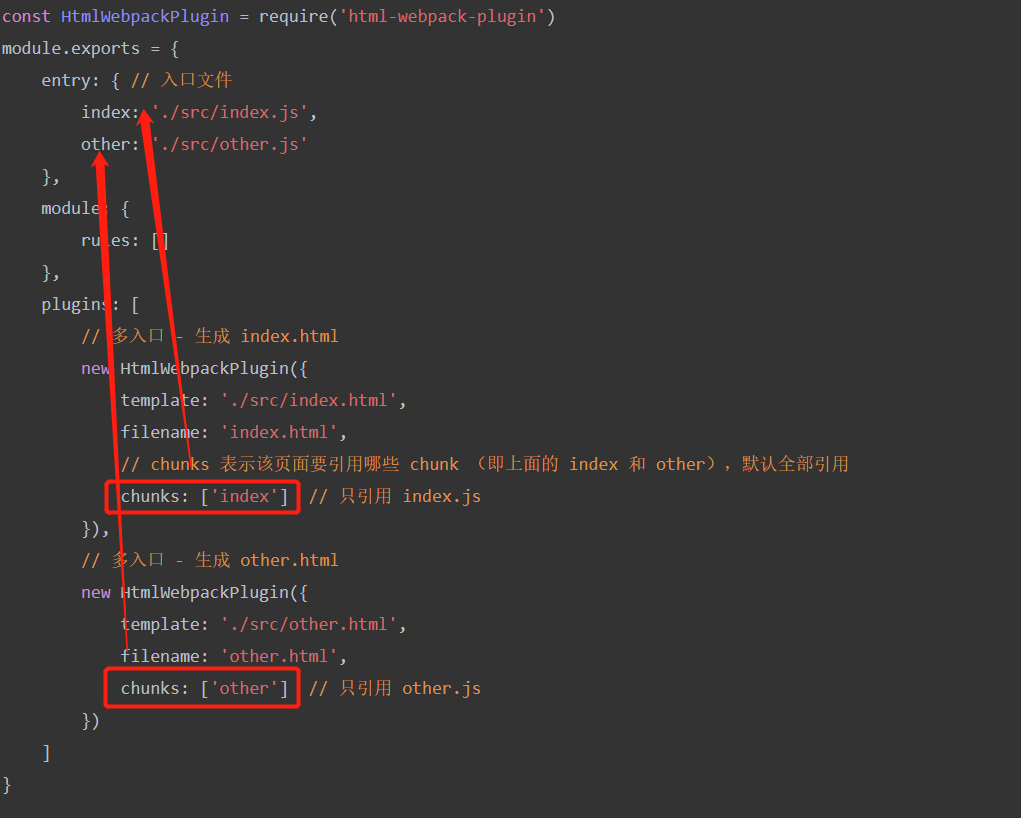 const HtmlWebpackPlugin = require('html-webpack-plugin')
module.exports = {
    entry: { // 入口文件
        index: './src/index.js',
        other: './src/other.js'
    },
    module: {
        rules: []
    },
    plugins: [
        // 多入口 - 生成 index.html
        new HtmlWebpackPlugin({
            template: './src/index.html',
            filename: 'index.html',
            // chunks 表示该页面要引用哪些 chunk （即上面的 index 和 other），默认全部引用
            chunks: ['index'] // 只引用 index.js
        }),
        // 多入口 - 生成 other.html
        new HtmlWebpackPlugin({
            template: './src/other.html',
            filename: 'other.html',
            chunks: ['other'] // 只引用 other.js
        })
    ]
}